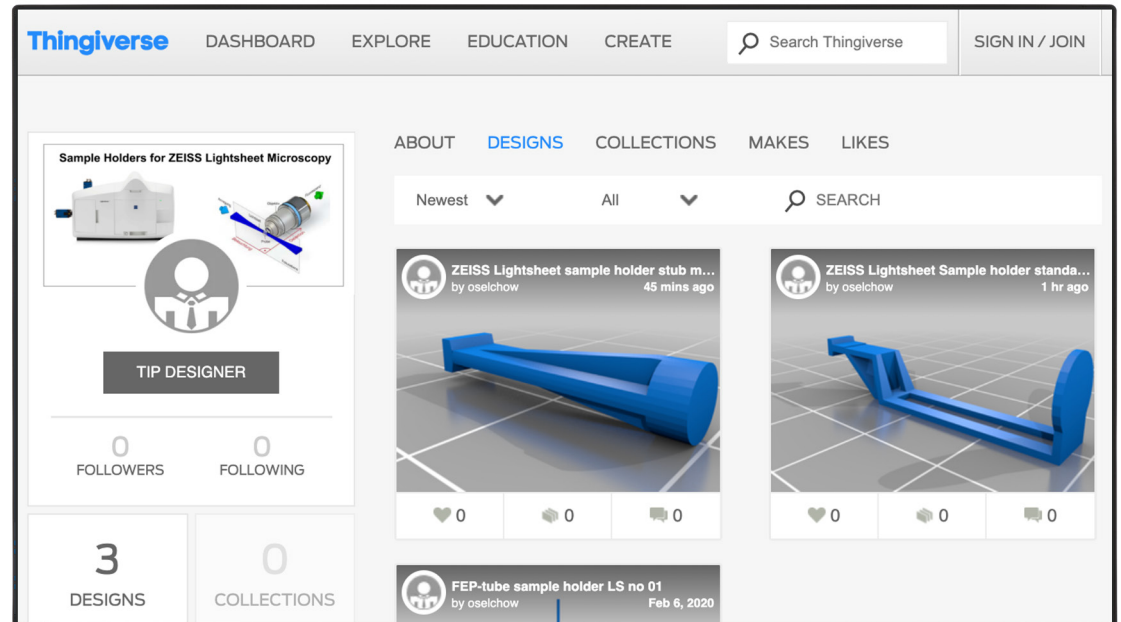 Thingiverse DASHBOARD EXPLORE EDUCATION CREATE Search Thingiverse SIGN IN / JOIN
Sample Holders for ZEISS Lightsheet Microscopy
TIP DESIGNER
0 0
FOLLOWERS FOLLOWING
3 0
DESIGNS COLLECTIONS
ABOUT DESIGNS COLLECTIONS MAKES LIKES
Newest All SEARCH
ZEISS Lightsheet sample holder stub m...
by oselchow 45 mins ago
0 0 0
ZEISS Lightsheet Sample holder standa...
by oselchow 1 hr ago
0 0 0
FEP-tube sample holder LS no 01
by oselchow Feb 6, 2020